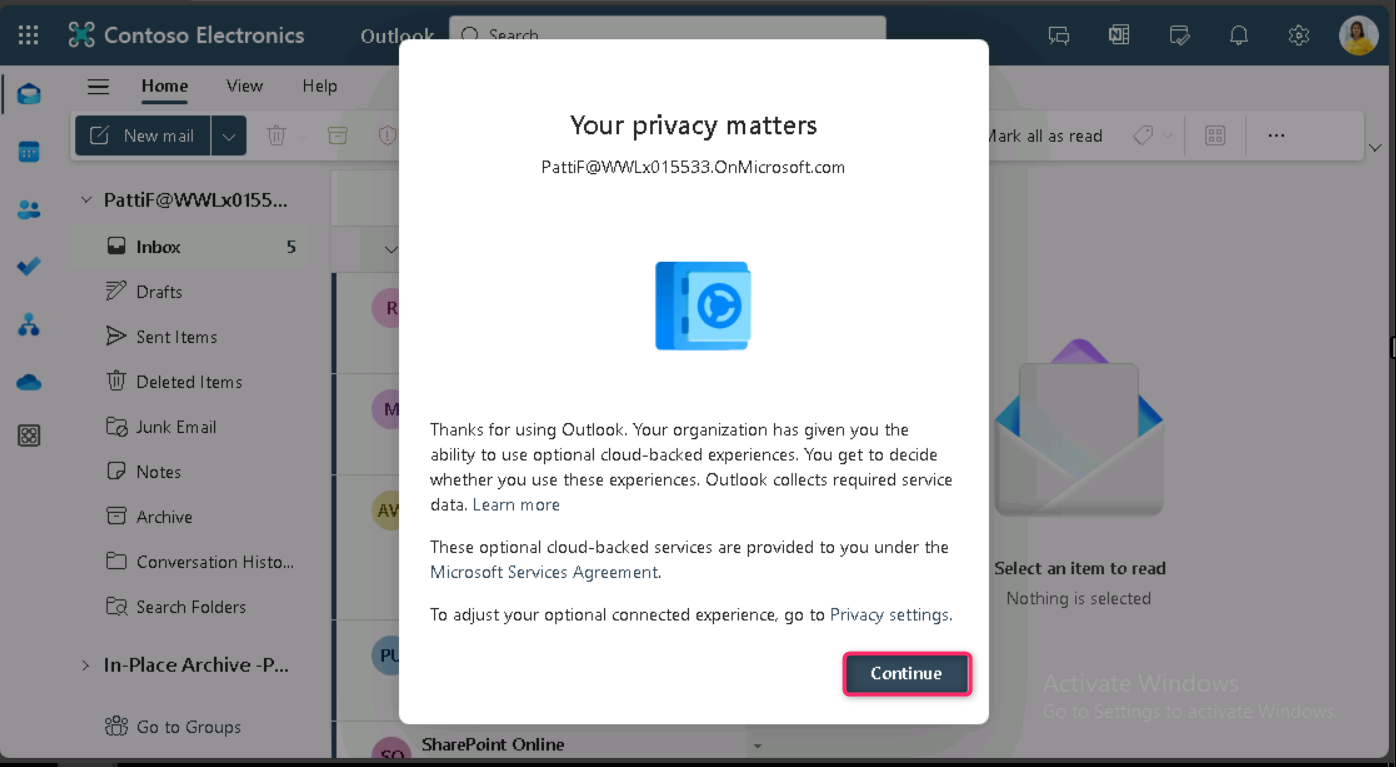 Contoso Electronics
Outlook
Search
Home View Help
New mail
Mark all as read
PattiF@WWLx0155...
Inbox 5
Drafts
Sent Items
Deleted Items
Junk Email
Notes
Archive
Conversation Histo...
Search Folders
In-Place Archive -P...
Go to Groups
R
M
AW
PU
SO
SharePoint Online
Your privacy matters
PattiF@WWLx015533.OnMicrosoft.com
Thanks for using Outlook. Your organization has given you the
ability to use optional cloud-backed experiences. You get to decide
whether you use these experiences. Outlook collects required service
data. Learn more
These optional cloud-backed services are provided to you under the
Microsoft Services Agreement.
To adjust your optional connected experience, go to Privacy settings.
Continue
Select an item to read
Nothing is selected
Activate Windows
Go to Settings to activate Windows.